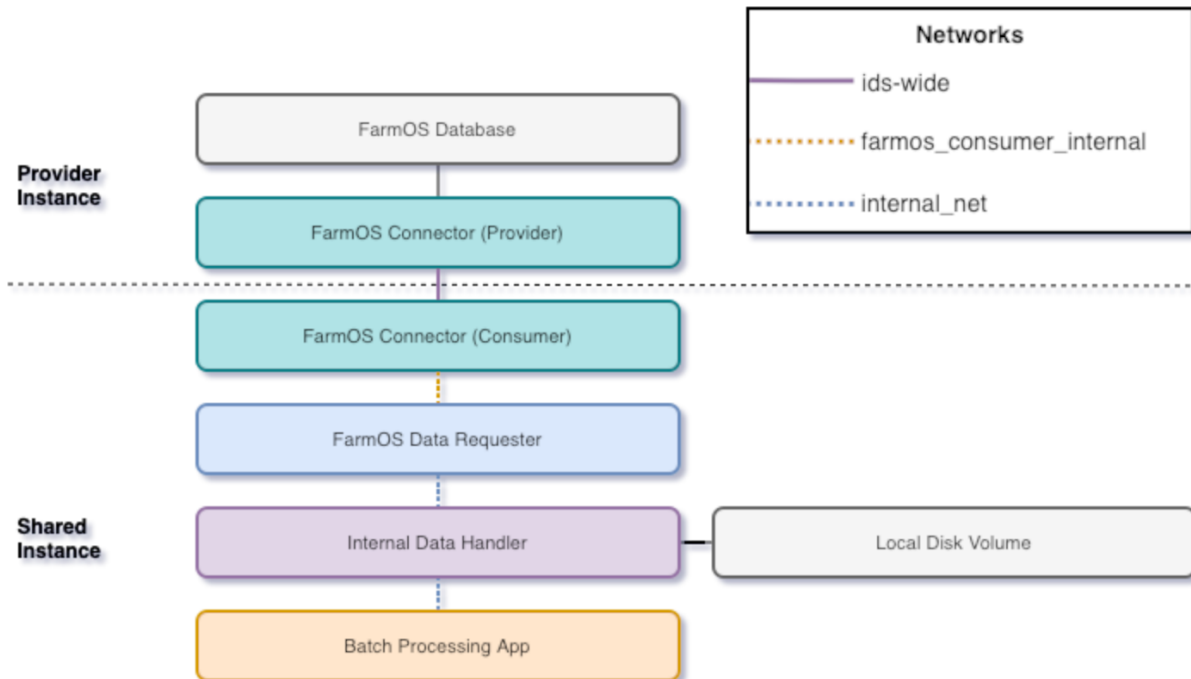 Networks
ids-wide
farmos_consumer_internal
internal_net
FarmOS Database
Provider
Instance
FarmOS Connector (Provider)
FarmOS Connector (Consumer)
FarmOS Data Requester
Shared
Instance
Internal Data Handler
Local Disk Volume
Batch Processing App